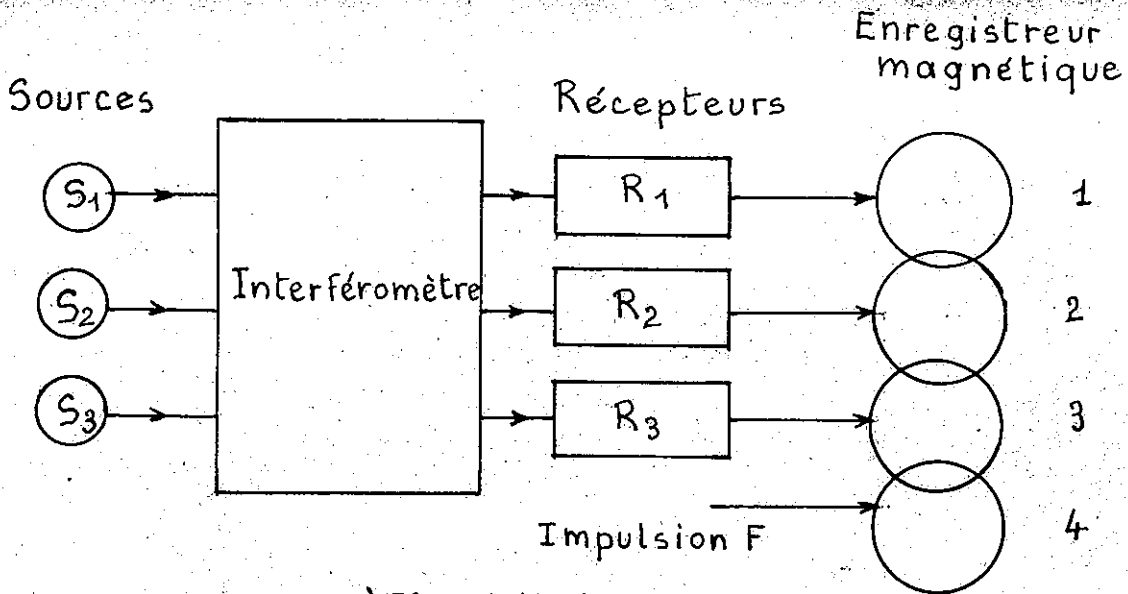 Enregistreur
magnétique
Sources
Récepteurs
S1
R1
1
Interféromètre
S2
R2
2
S3
R3
3
Impulsion F
4